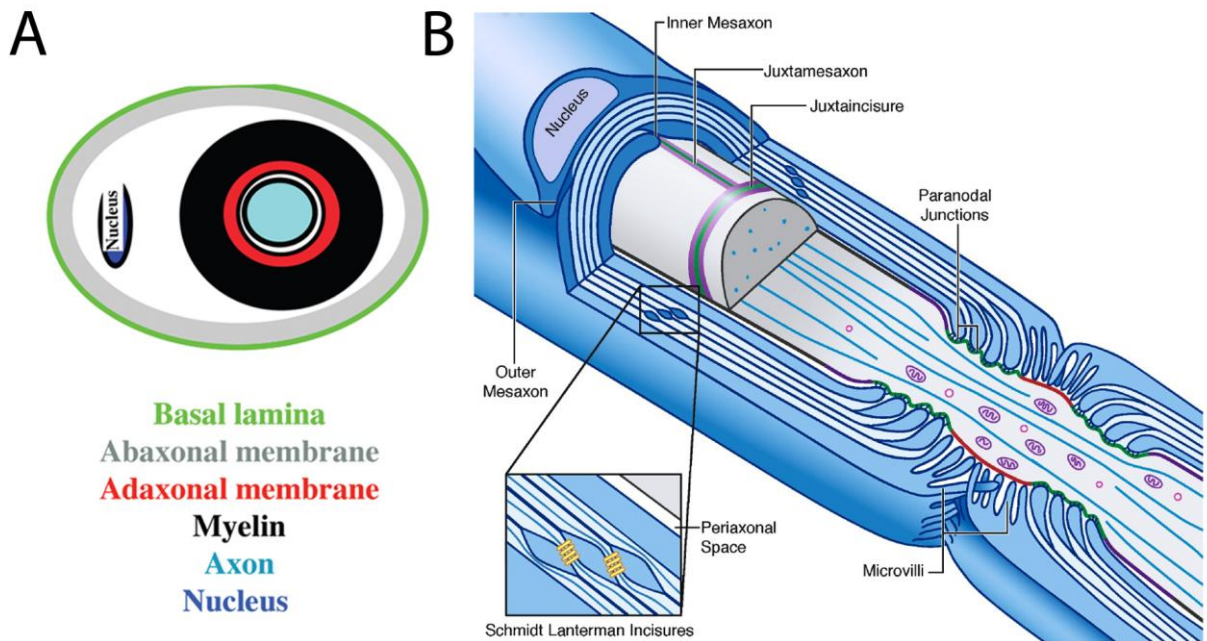 A
Nucleus
Basal lamina
Abaxonal membrane
Adaxonal membrane
Myelin
Axon
Nucleus
B
Inner Mesaxon
Juxtamesaxon
Juxtaincisure
Nucleus
Paranodal
Junctions
Outer
Mesaxon
Periaxonal
Space
Microvilli
Schmidt Lanterman Incisures